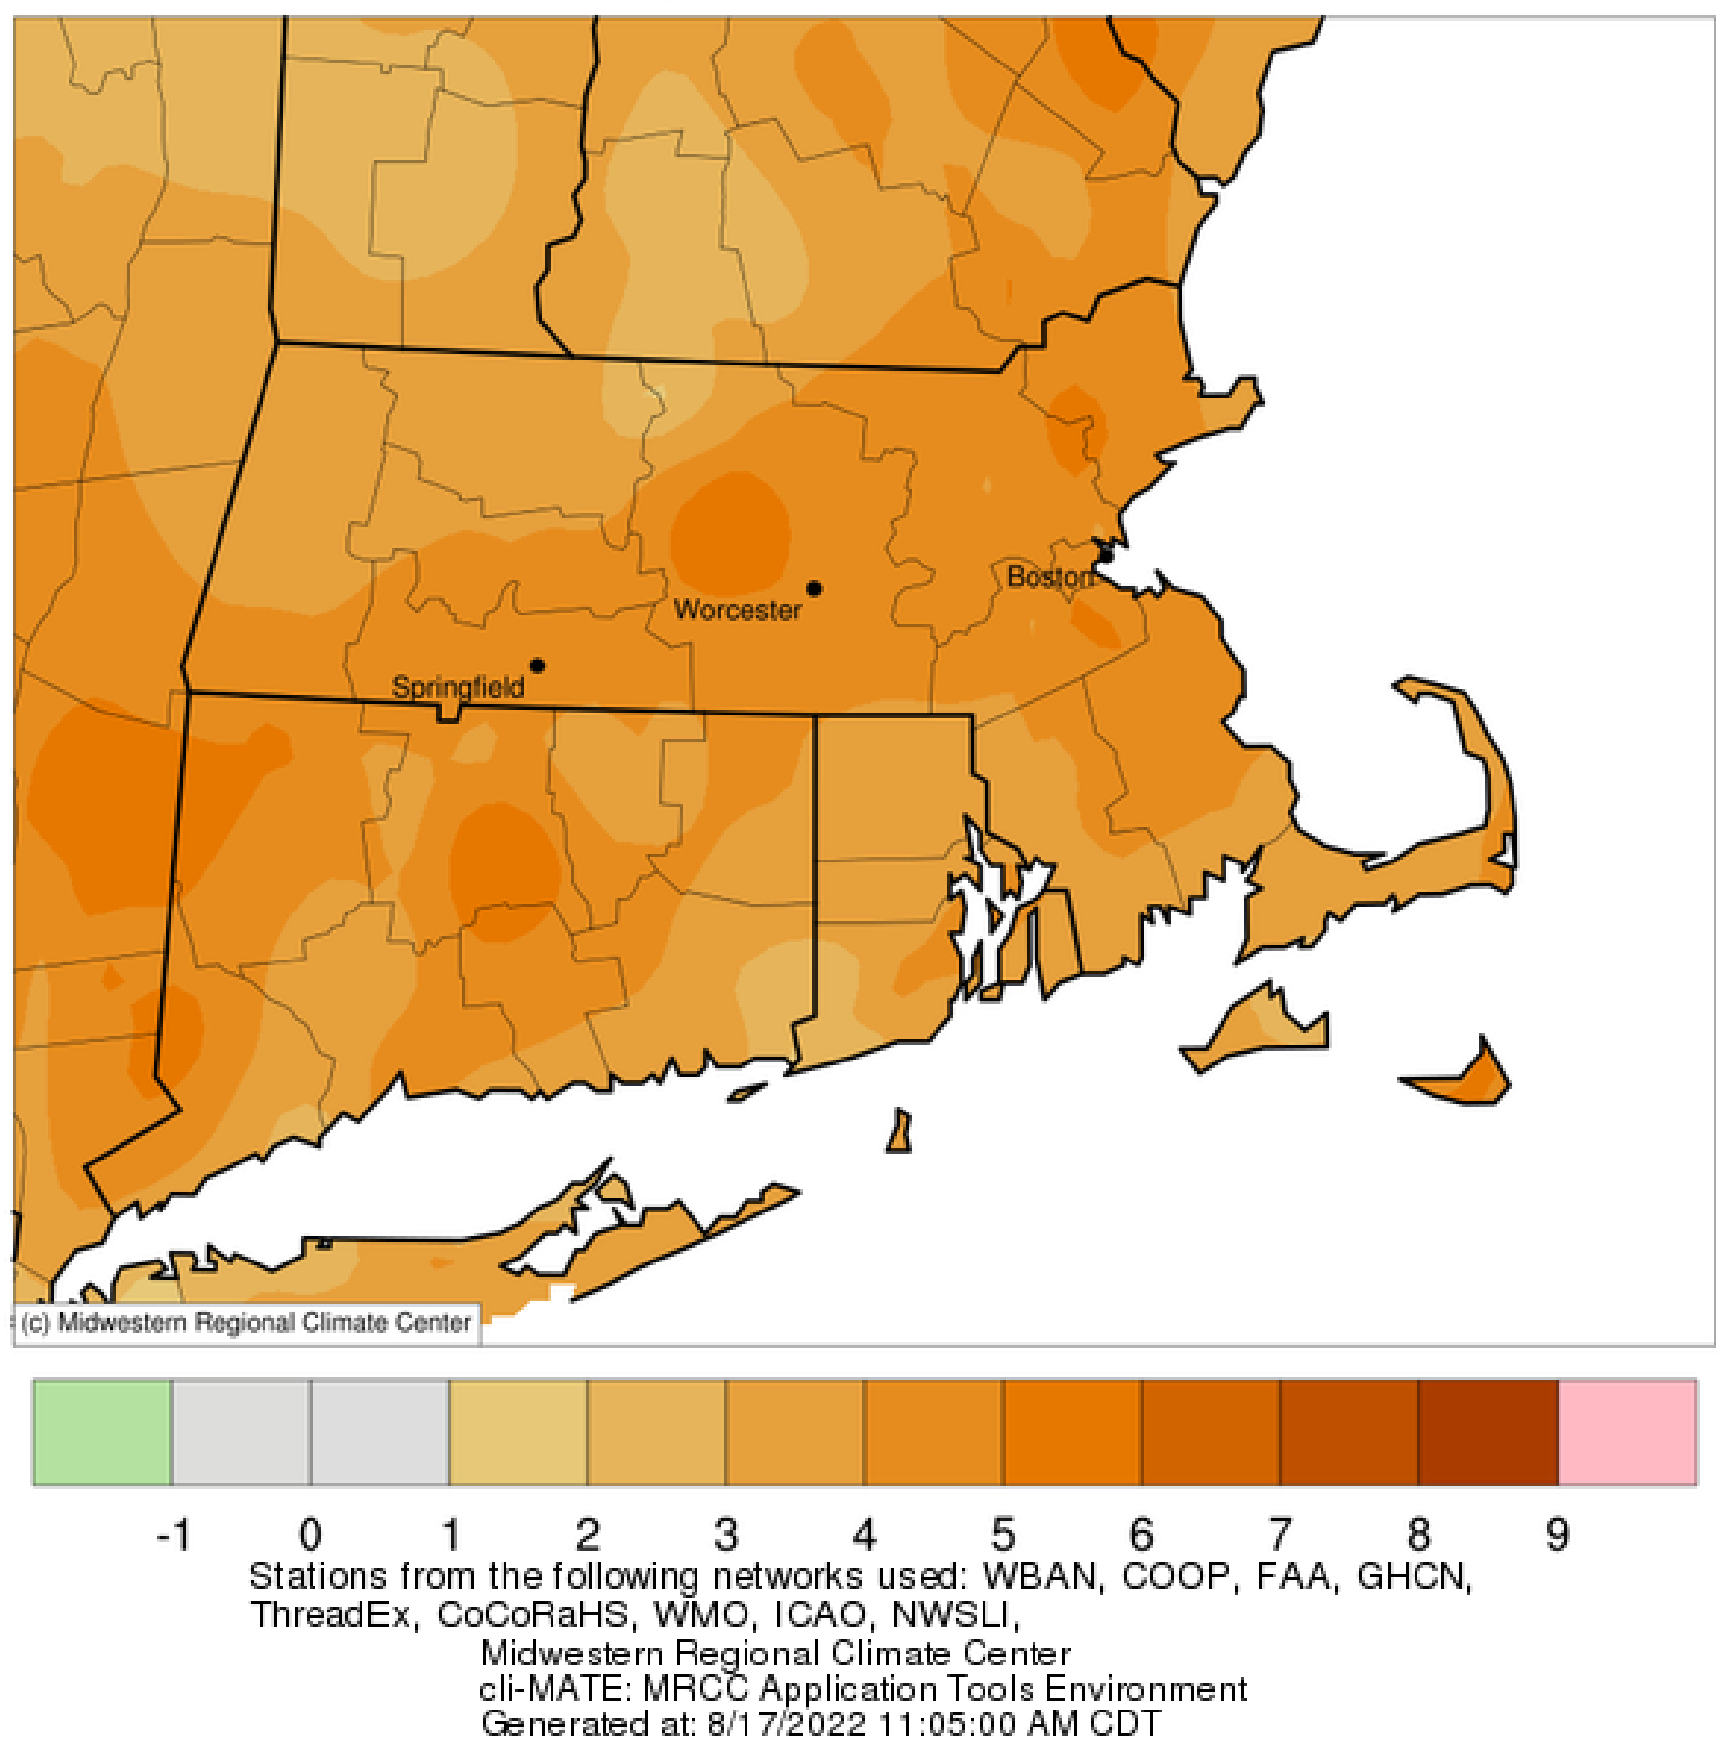 Boston
Worcester
Springfield
(c) Midwestern Regional Climate Center
-1 0 1 2 3 4 5 6 7 8 9
Stations from the following networks used: WBAN, COOP, FAA, GHCN,
ThreadEx, CoCoRaHS, WMO, ICAO, NWSLI,
Midwestern Regional Climate Center
cli-MATE: MRCC Application Tools Environment
Generated at: 8/17/2022 11:05:00 AM CDT